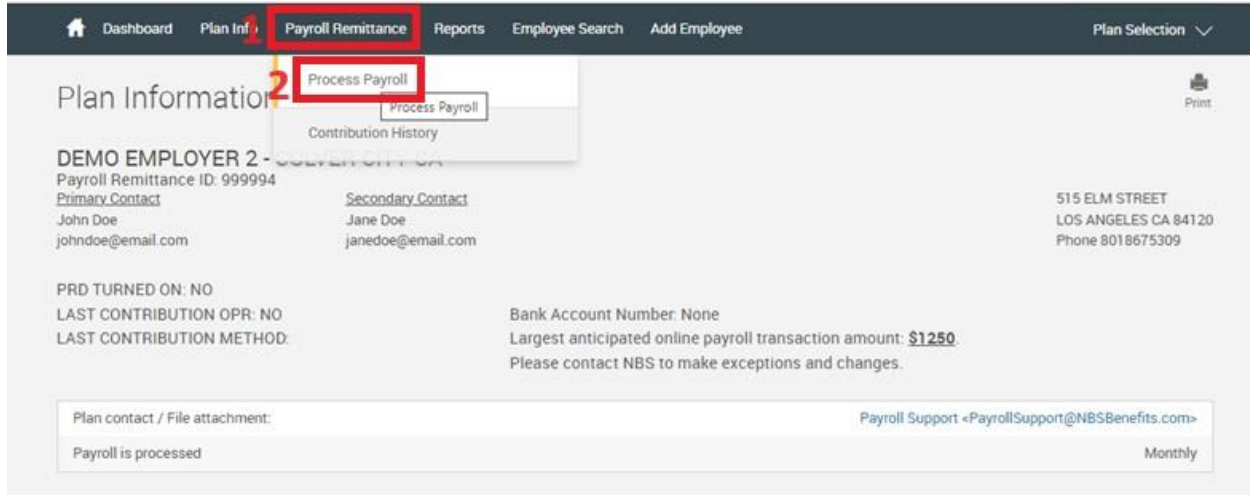 Dashboard Plan Info Payroll Remittance Reports Employee Search Add Employee Plan Selection
1
2
Process Payroll
Process Payroll
Contribution History
Plan Information
Print
DEMO EMPLOYER 2 - CULVER CITY CA
Payroll Remittance ID: 999994
Primary Contact Secondary Contact 515 ELM STREET
John Doe Jane Doe LOS ANGELES CA 84120
johndoe@email.com janedoe@email.com Phone 8018675309
PRD TURNED ON: NO
LAST CONTRIBUTION OPR: NO Bank Account Number: None
LAST CONTRIBUTION METHOD: Largest anticipated online payroll transaction amount: $1250.
Please contact NBS to make exceptions and changes.
Plan contact / File attachment: Payroll Support <PayrollSupport@NBSBenefits.com>
Payroll is processed Monthly